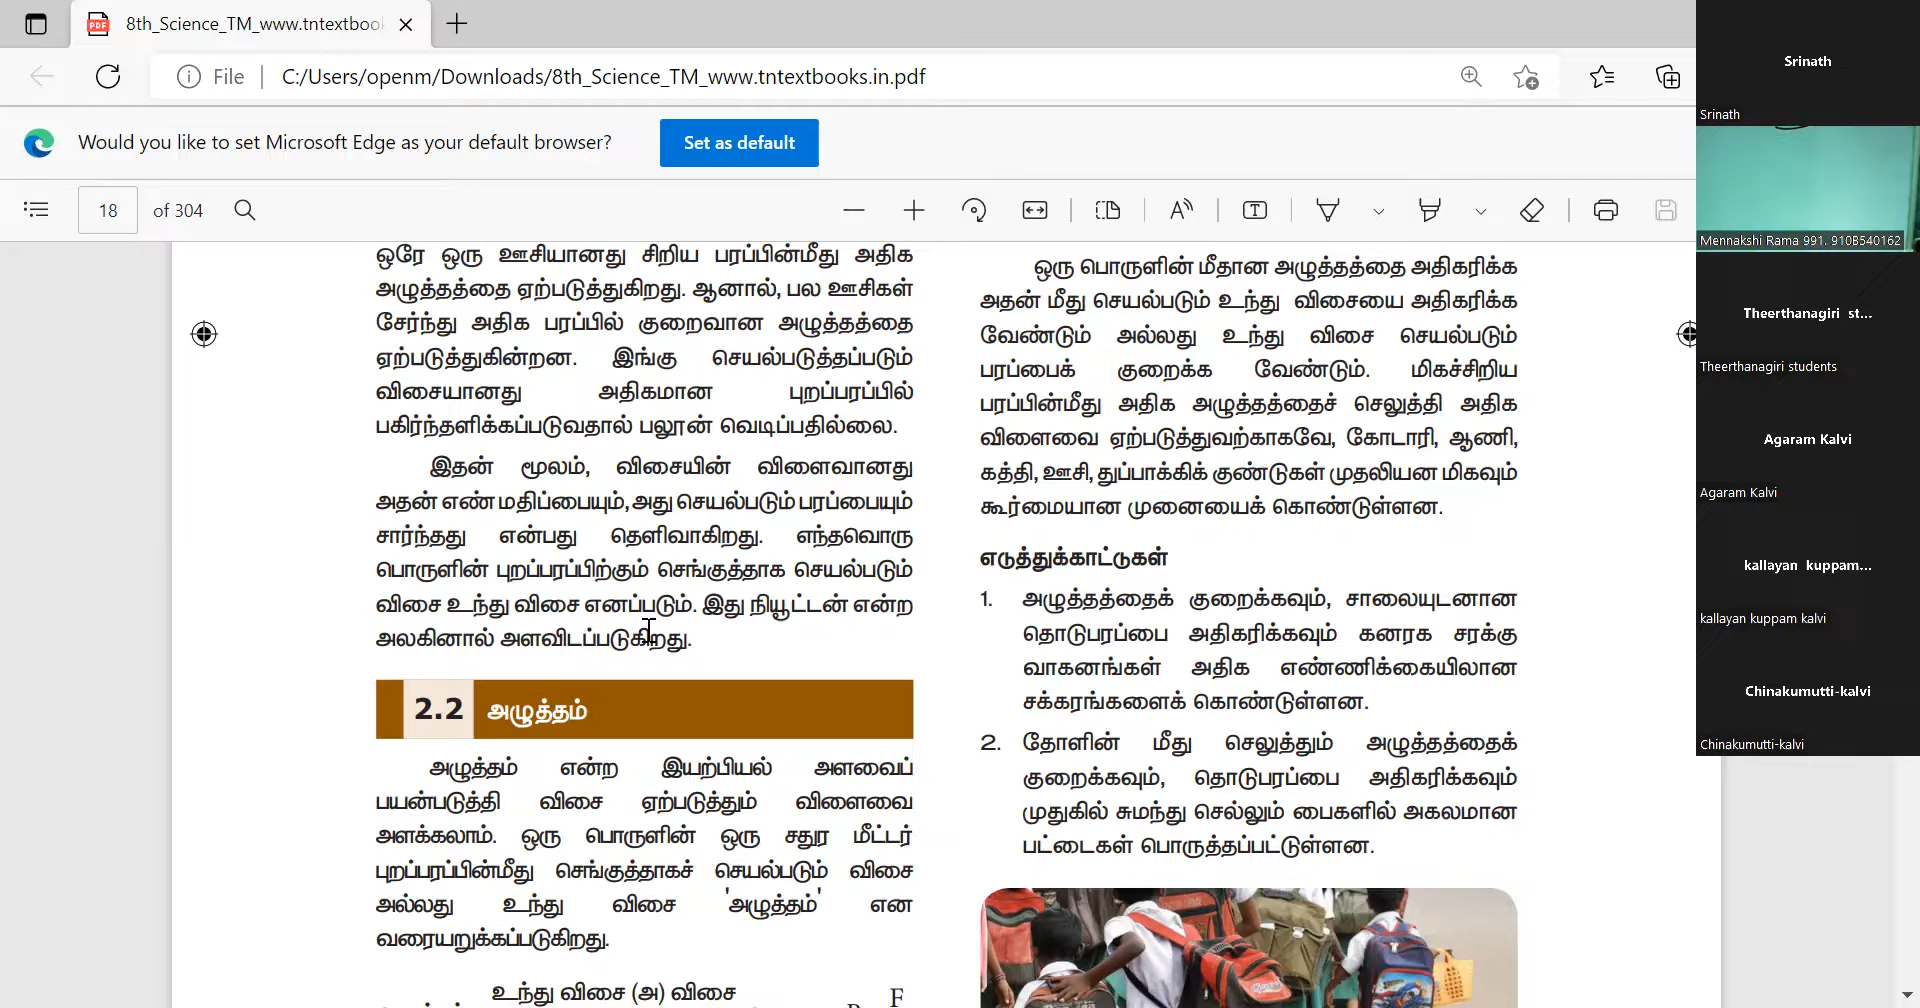 8th_Science_TM_www.tntextboo
File
C:/Users/openm/Downloads/8th_Science_TM_www.tntextbooks.in.pdf
Would you like to set Microsoft Edge as your default browser?
Set as default
18 of 304
ஒரே ஒரு ஊசியானது சிறிய பரப்பின்மீது அதிக
அழுத்தத்தை ஏற்படுத்துகிறது. ஆனால், பல ஊசிகள்
சேர்ந்து அதிக பரப்பில் குறைவான அழுத்தத்தை
ஏற்படுத்துகின்றன. இங்கு செயல்படுத்தப்படும்
விசையானது அதிகமான புறப்பரப்பில்
பகிர்ந்தளிக்கப்படுவதால் பலூன் வெடிப்பதில்லை.
இதன் மூலம், விசையின் விளைவானது
அதன் எண் மதிப்பையும், அது செயல்படும் பரப்பையும்
சார்ந்தது என்பது தெளிவாகிறது. எந்தவொரு
பொருளின் புறப்பரப்பிற்கும் செங்குத்தாக செயல்படும்
விசை உந்து விசை எனப்படும். இது நியூட்டன் என்ற
அலகினால் அளவிடப்படுகிறது.
2.2 அழுத்தம்
அழுத்தம் என்ற இயற்பியல் அளவைப்
பயன்படுத்தி விசை ஏற்படுத்தும் விளைவை
அளக்கலாம். ஒரு பொருளின் ஒரு சதுர மீட்டர்
புறப்பரப்பின்மீது செங்குத்தாகச் செயல்படும் விசை
அல்லது உந்து விசை 'அழுத்தம்' என
வரையறுக்கப்படுகிறது.
உந்து விசை (அ) விசை
F
ஒரு பொருளின் மீதான அழுத்தத்தை அதிகரிக்க
அதன் மீது செயல்படும் உந்து விசையை அதிகரிக்க
வேண்டும் அல்லது உந்து விசை செயல்படும்
பரப்பைக் குறைக்க வேண்டும். மிகச்சிறிய
பரப்பின்மீது அதிக அழுத்தத்தைச் செலுத்தி அதிக
விளைவை ஏற்படுத்துவற்காகவே, கோடாரி, ஆணி,
கத்தி, ஊசி, துப்பாக்கிக் குண்டுகள் முதலியன மிகவும்
கூர்மையான முனையைக் கொண்டுள்ளன.
எடுத்துக்காட்டுகள்
1. அழுத்தத்தைக் குறைக்கவும், சாலையுடனான
தொடுபரப்பை அதிகரிக்கவும் கனரக சரக்கு
வாகனங்கள் அதிக எண்ணிக்கையிலான
சக்கரங்களைக் கொண்டுள்ளன.
2. தோளின் மீது செலுத்தும் அழுத்தத்தைக்
குறைக்கவும், தொடுபரப்பை அதிகரிக்கவும்
முதுகில் சுமந்து செல்லும் பைகளில் அகலமான
பட்டைகள் பொருத்தப்பட்டுள்ளன.
Srinath
Srinath
Mennakshi Rama 991. 910B540162
Theerthanagiri st...
Theerthanagiri students
Agaram Kalvi
Agaram Kalvi
kallayan kuppam...
kallayan kuppam kalvi
Chinakumutti-kalvi
Chinakumutti-kalvi